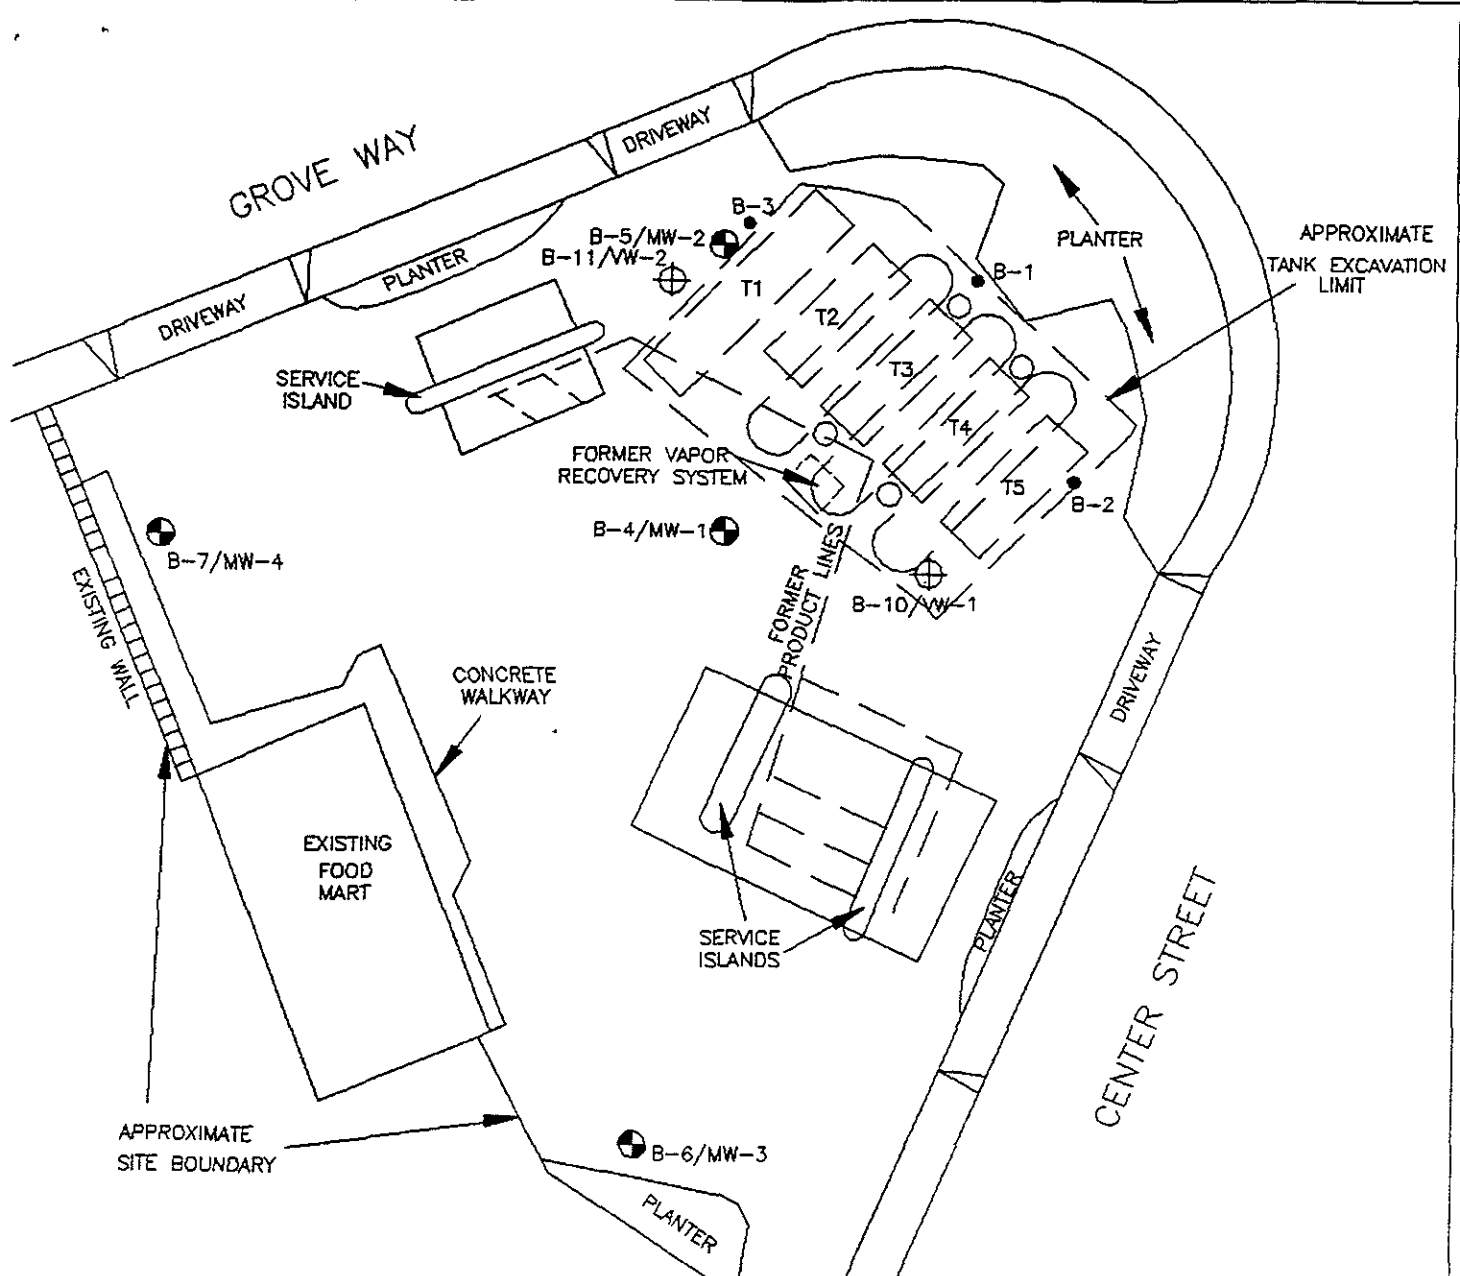 GROVE WAY
DRIVEWAY
DRIVEWAY
PLANTER
B-3
B-5/MW-2
B-11/VW-2
T1
T2
T3
T4
T5
B-1
PLANTER
APPROXIMATE
TANK EXCAVATION
LIMIT
SERVICE
ISLAND
FORMER VAPOR
RECOVERY SYSTEM
B-2
B-4/MW-1
B-7/MW-4
B-10/VW-1
EXISTING WALL
FORMER
PRODUCT LINES
CONCRETE
WALKWAY
DRIVEWAY
EXISTING
FOOD
MART
PLANTER
SERVICE
ISLANDS
CENTER STREET
APPROXIMATE
SITE BOUNDARY
B-6/MW-3
PLANTER